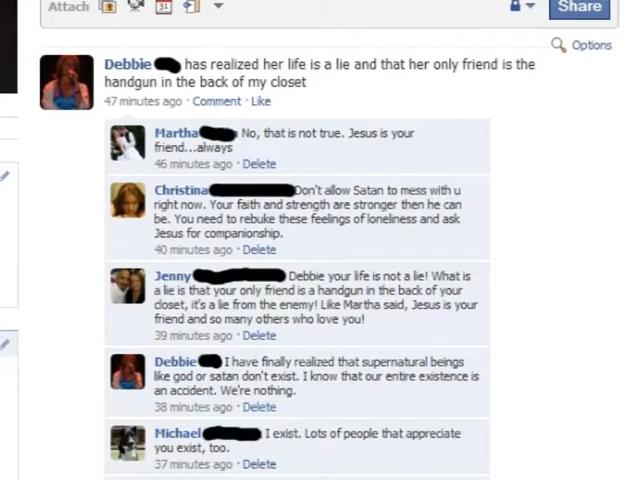 Attach 31 Share
Options
Debbie has realized her life is a lie and that her only friend is the
handgun in the back of my closet
47 minutes ago · Comment · Like
Martha No, that is not true. Jesus is your
friend...always
46 minutes ago · Delete
Christina Don't allow Satan to mess with u
right now. Your faith and strength are stronger then he can
be. You need to rebuke these feelings of loneliness and ask
Jesus for companionship.
40 minutes ago · Delete
Jenny Debbie your life is not a lie! What is
a lie is that your only friend is a handgun in the back of your
closet, it's a lie from the enemy! Like Martha said, Jesus is your
friend and so many others who love you!
39 minutes ago · Delete
Debbie I have finally realized that supernatural beings
like god or satan don't exist. I know that our entire existence is
an accident. We're nothing.
38 minutes ago · Delete
Michael I exist. Lots of people that appreciate
you exist, too.
37 minutes ago · Delete